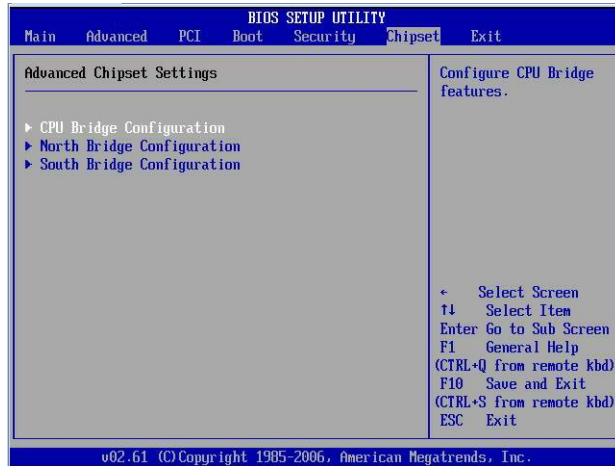 BIOS SETUP UTILITY
Main Advanced PCI Boot Security Chipset Exit
Advanced Chipset Settings
▶ CPU Bridge Configuration
▶ North Bridge Configuration
▶ South Bridge Configuration
Configure CPU Bridge
features.
← Select Screen
↑↓ Select Item
Enter Go to Sub Screen
F1 General Help
(CTRL+Q from remote kbd)
F10 Save and Exit
(CTRL+S from remote kbd)
ESC Exit
v02.61 (C)Copyright 1985-2006, American Megatrends, Inc.